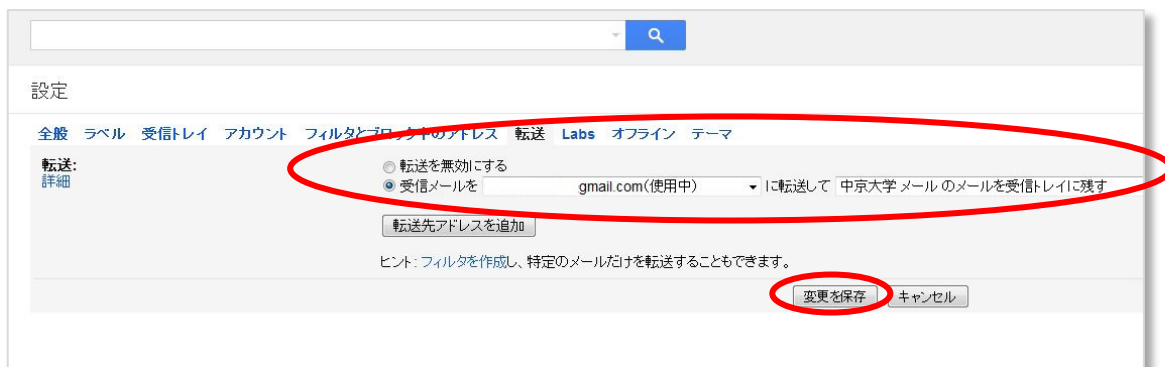 設定
全般 ラベル 受信トレイ アカウント フィルタとブロック中のアドレス 転送 Labs オフライン テーマ
転送: 転送を無効にする
詳細 受信メールを gmail.com(使用中) に転送して 中京大学 メール のメールを受信トレイに残す
転送先アドレスを追加
ヒント: フィルタを作成し、特定のメールだけを転送することもできます。
変更を保存 キャンセル